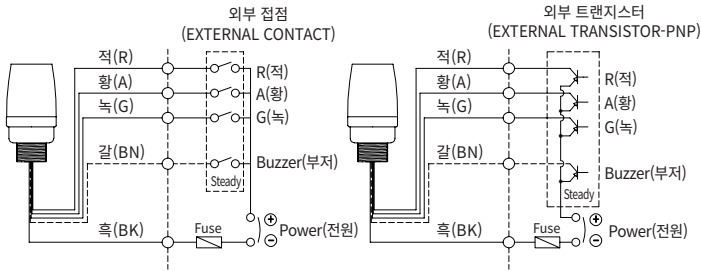 외부 접점
(EXTERNAL CONTACT)
적(R)
황(A)
녹(G)
갈(BN)
흑(BK)
R(적)
A(황)
G(녹)
Buzzer(부저)
Steady
Fuse
⊕
⊖
Power(전원)
외부 트랜지스터
(EXTERNAL TRANSISTOR-PNP)
적(R)
황(A)
녹(G)
갈(BN)
흑(BK)
R(적)
A(황)
G(녹)
Buzzer(부저)
Steady
Fuse
⊕
⊖
Power(전원)